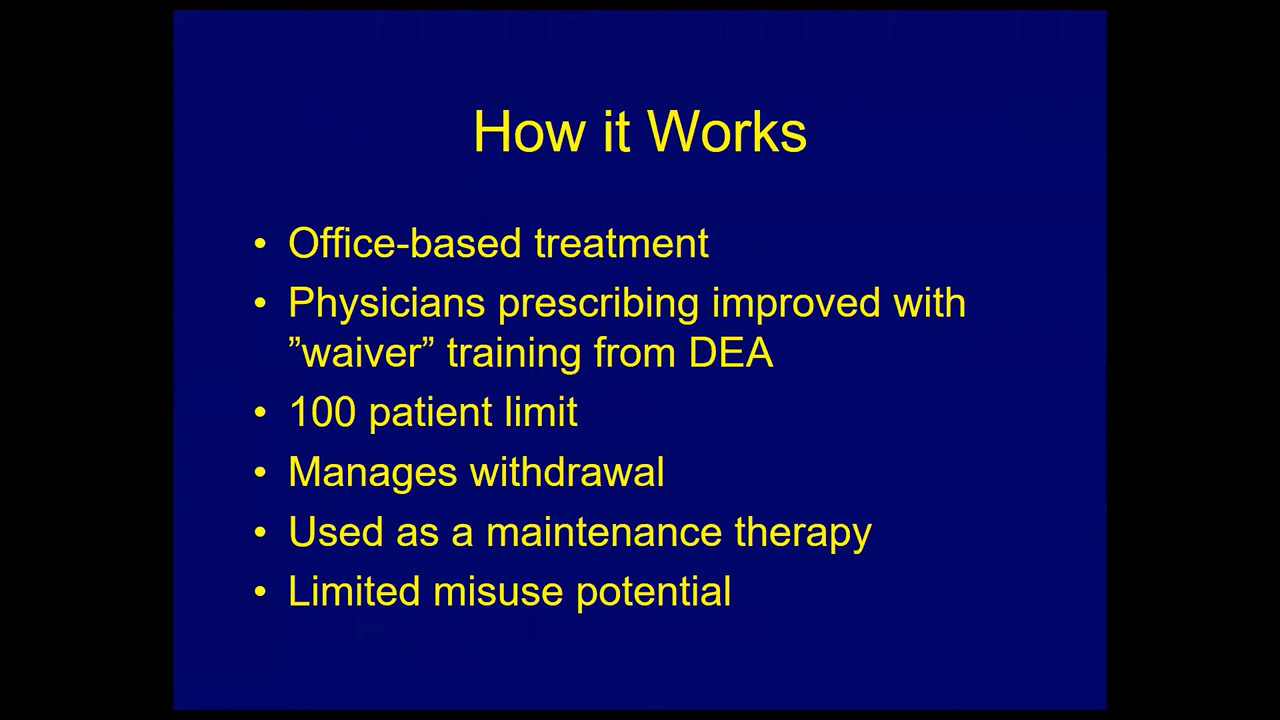 How it Works
• Office-based treatment
• Physicians prescribing improved with
”waiver” training from DEA
• 100 patient limit
• Manages withdrawal
• Used as a maintenance therapy
• Limited misuse potential